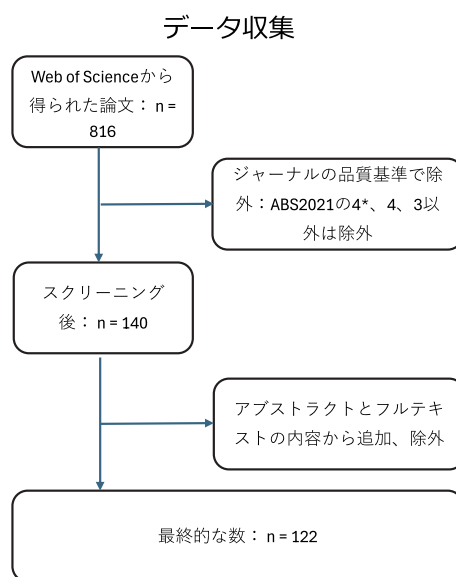 データ収集
Web of Scienceから
得られた論文： n =
816
ジャーナルの品質基準で除
外：ABS2021の4*、4、3以
外は除外
スクリーニング
後： n = 140
アブストラクトとフルテキ
ストの内容から追加、除外
最終的な数： n = 122